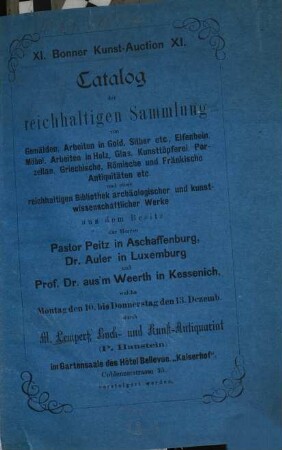 XI. Bonner Kunst-Auction XI.
Catalog
der
reichhaltigen Sammlung
von
Gemälden, Arbeiten in Gold, Silber etc., Elfenbein,
Möbel, Arbeiten in Holz, Glas, Kunsttöpferei, Por-
zellan, Griechische, Römische und Fränkische
Antiquitäten etc.
und einer
reichhaltigen Bibliothek archäologischer und kunst-
wissenschaftlicher Werke
aus dem Besitz
der Herren
Pastor Peitz in Aschaffenburg,
Dr. Auler in Luxemburg
und
Prof. Dr. aus'm Weerth in Kessenich,
welche
Montag den 10. bis Donnerstag den 13. Dezemb.
durch
M. Lempertz Buch- und Kunst-Antiquariat
(P. Hanstein)
im Gartensaale des Hôtel Bellevue „Kaiserhof“,
Coblenzerstrasse
versteigert werden.